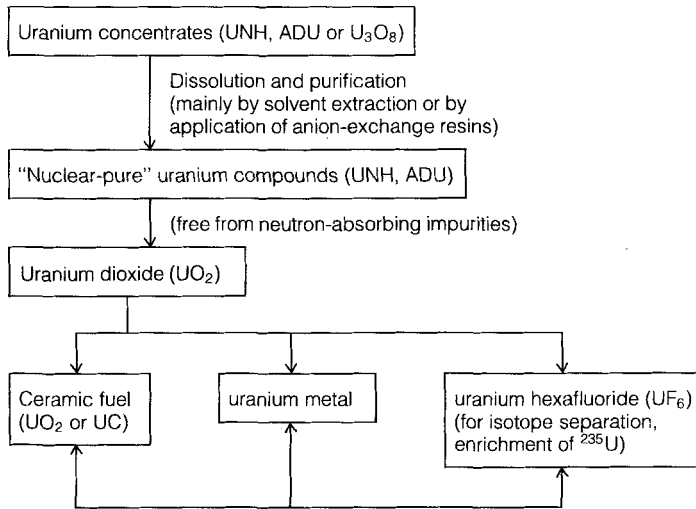 Uranium concentrates (UNH, ADU or U₃O₈)
Dissolution and purification
(mainly by solvent extraction or by
application of anion-exchange resins)
"Nuclear-pure" uranium compounds (UNH, ADU)
(free from neutron-absorbing impurities)
Uranium dioxide (UO₂)
Ceramic fuel
(UO₂ or UC)
uranium metal
uranium hexafluoride (UF₆)
(for isotope separation,
enrichment of ²³⁵U)